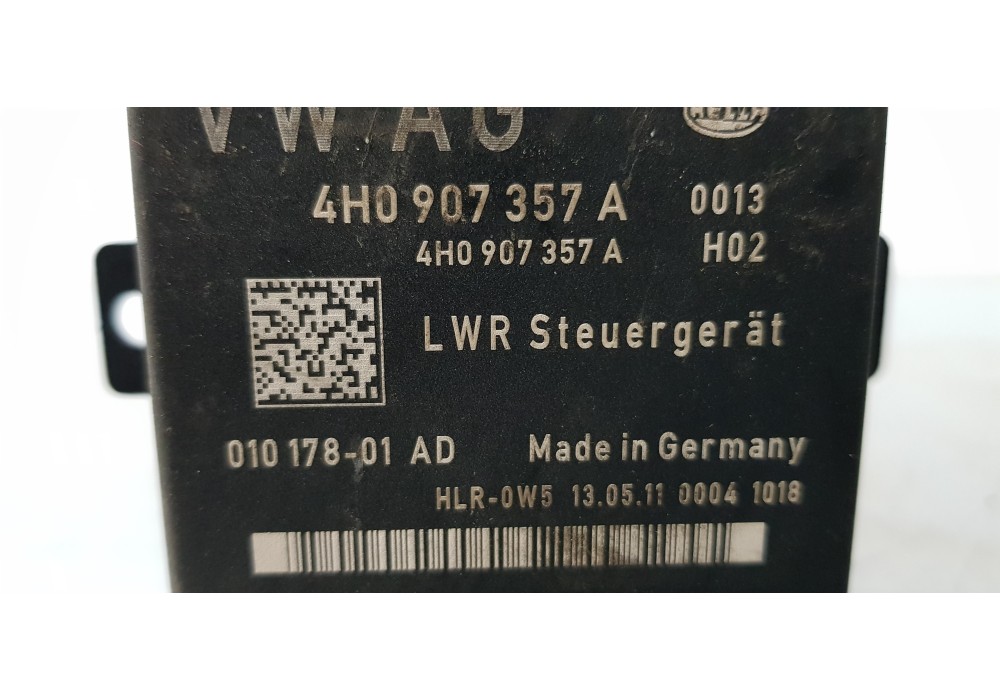 VW AG HELLA
4H0 907 357 A 0013
4H0 907 357 A H02
LWR Steuergerät
010 178-01 AD Made in Germany
HLR-0W5 13.05.11 0004 1018